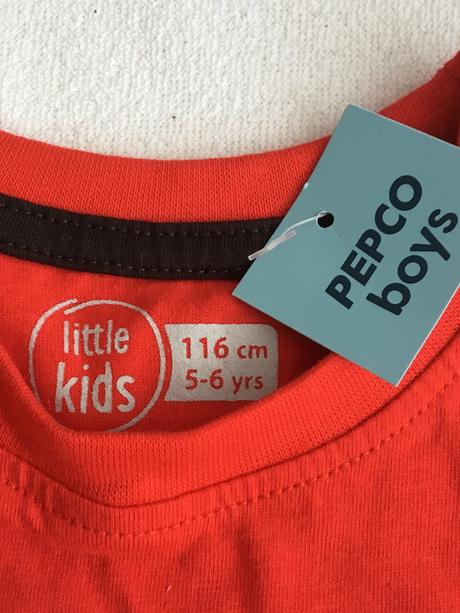 little
kids
116 cm
5-6 yrs
PEPCO
boys